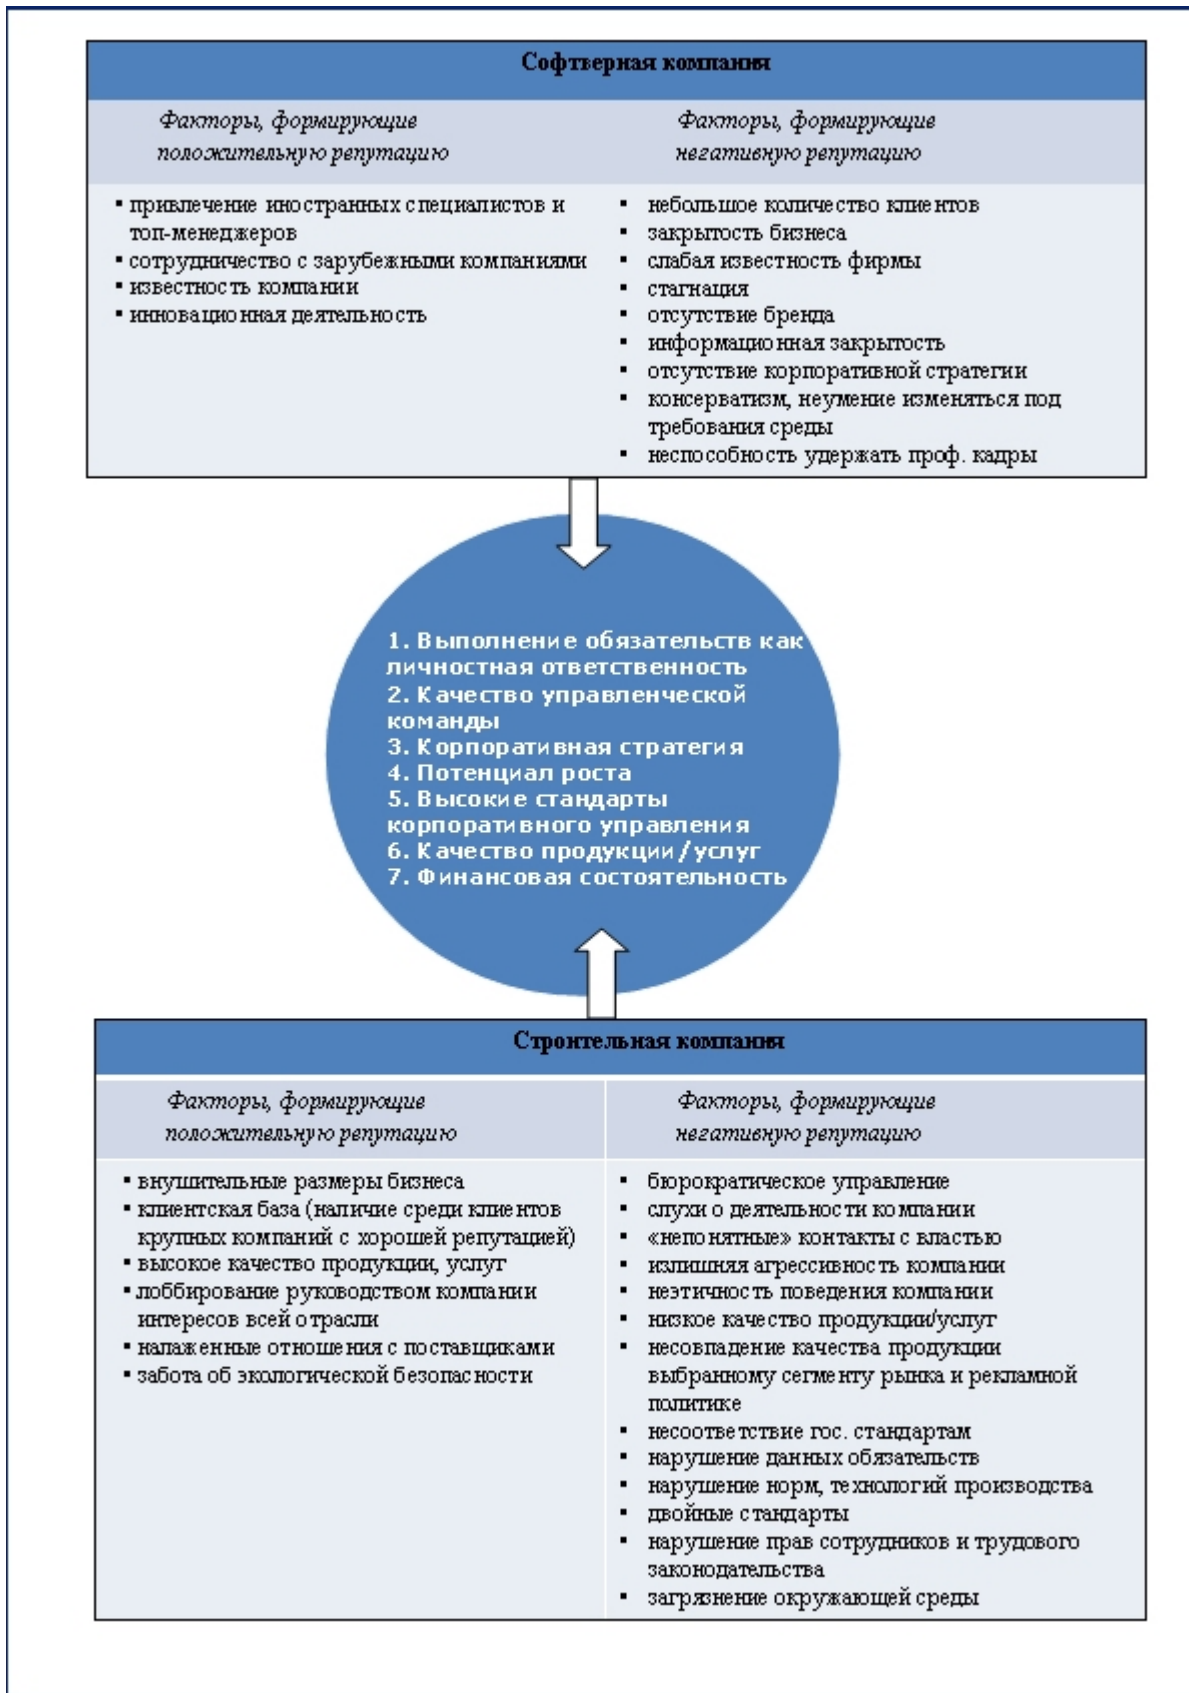 Софтверная компания
Факторы, формирующие
положительную репутацию
Факторы, формирующие
негативную репутацию
▪ привлечение иностранных специалистов и
топ-менеджеров
▪ сотрудничество с зарубежными компаниями
▪ известность компании
▪ инновационная деятельность
▪ небольшое количество клиентов
▪ закрытость бизнеса
▪ слабая известность фирмы
▪ стагнация
▪ отсутствие бренда
▪ информационная закрытость
▪ отсутствие корпоративной стратегии
▪ консерватизм, неумение изменяться под
требования среды
▪ неспособность удержать проф. кадры
1. Выполнение обязательств как
личностная ответственность
2. Качество управленческой
команды
3. Корпоративная стратегия
4. Потенциал роста
5. Высокие стандарты
корпоративного управления
6. Качество продукции/услуг
7. Финансовая состоятельность
Строительная компания
Факторы, формирующие
положительную репутацию
Факторы, формирующие
негативную репутацию
▪ внушительные размеры бизнеса
▪ клиентская база (наличие среди клиентов
крупных компаний с хорошей репутацией)
▪ высокое качество продукции, услуг
▪ лоббирование руководством компании
интересов всей отрасли
▪ налаженные отношения с поставщиками
▪ забота об экологической безопасности
▪ бюрократическое управление
▪ слухи о деятельности компании
▪ «непонятные» контакты с властью
▪ излишняя агрессивность компании
▪ неэтичность поведения компании
▪ низкое качество продукции/услуг
▪ несовпадение качества продукции
выбранному сегменту рынка и рекламной
политике
▪ несоответствие гос. стандартам
▪ нарушение данных обязательств
▪ нарушение норм, технологий производства
▪ двойные стандарты
▪ нарушение прав сотрудников и трудового
законодательства
▪ загрязнение окружающей среды